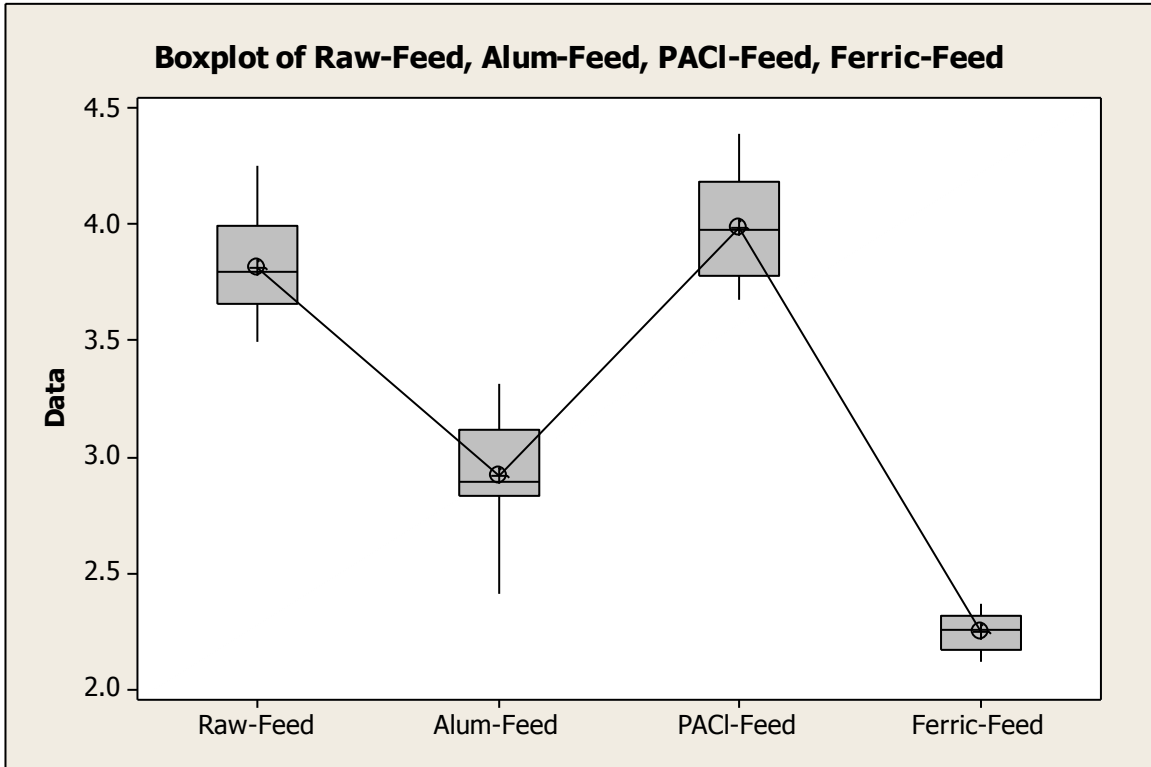 Boxplot of Raw-Feed, Alum-Feed, PACl-Feed, Ferric-Feed
4.5
4.0
3.5
3.0
2.5
2.0
Data
Raw-Feed Alum-Feed PACl-Feed Ferric-Feed